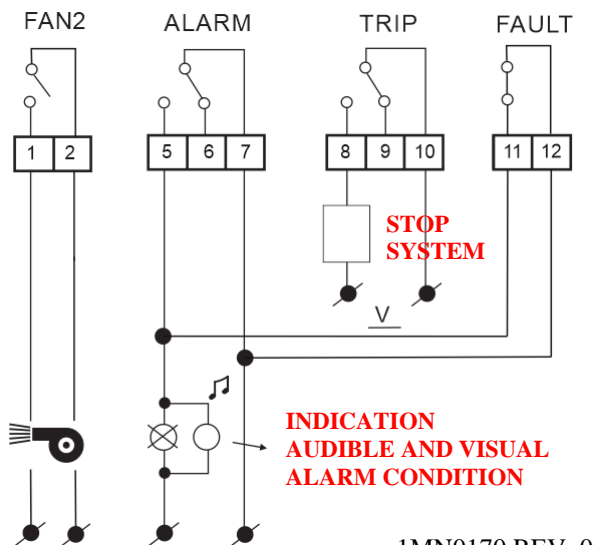 FAN2 ALARM TRIP FAULT
1 2 5 6 7 8 9 10 11 12
STOP
SYSTEM
V
INDICATION
AUDIBLE AND VISUAL
ALARM CONDITION